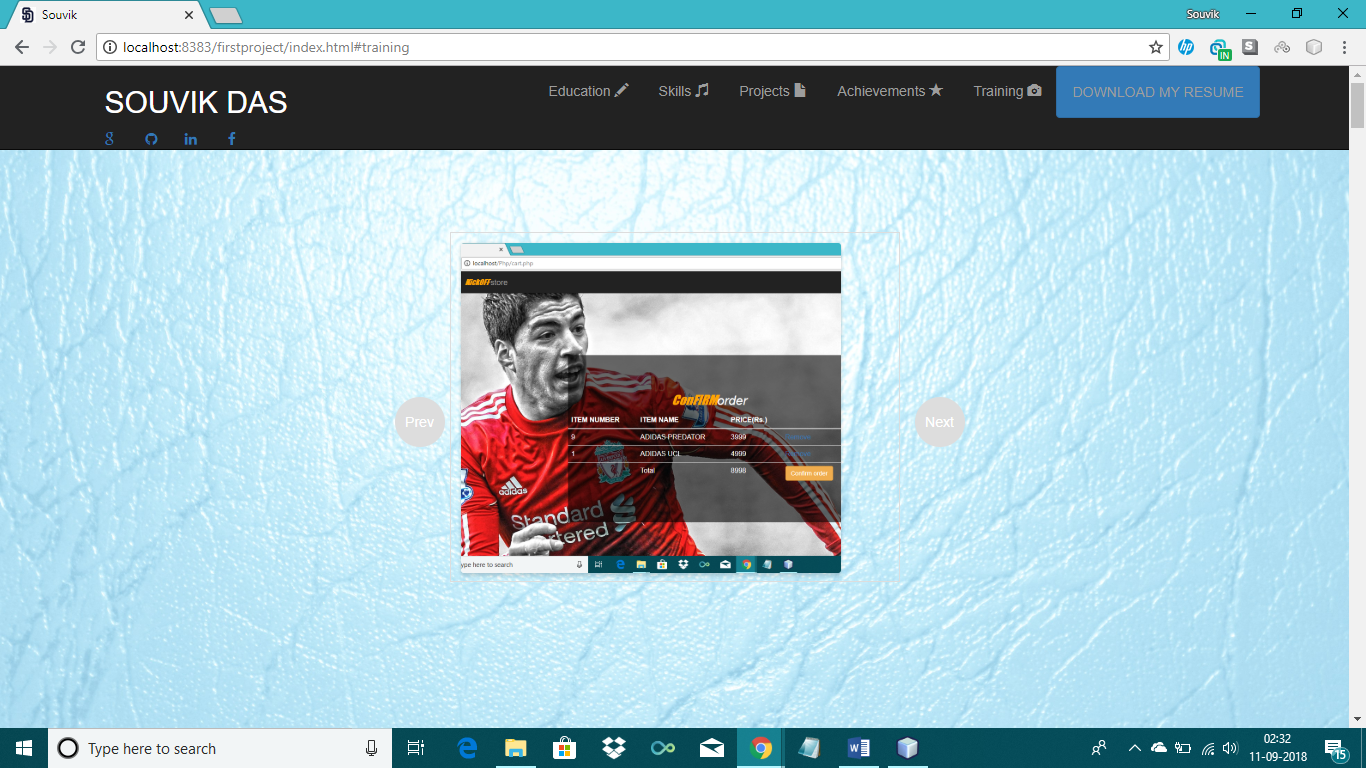 Souvik
Souvik
localhost:8383/firstproject/index.html#training
IN
SOUVIK DAS
Education
Skills
Projects
Achievements
Training
DOWNLOAD MY RESUME
Prev
Next
localhost/Php/cart.php
KickOFFstore
ConFIRMorder
ITEM NUMBER ITEM NAME PRICE(Rs.)
9 ADIDAS-PREDATOR 3999
1 ADIDAS UCL 4999
Total 8998
Confirm order
adidas
Standard
Chartered
ype here to search
Type here to search
02:32
11-09-2018
15